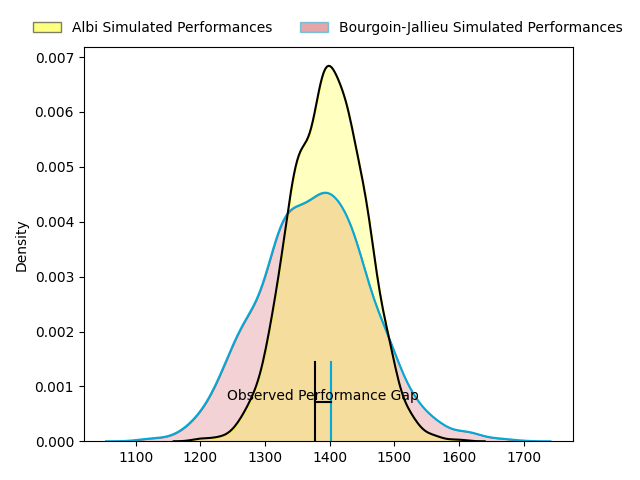 Albi Simulated Performances
Bourgoin-Jallieu Simulated Performances
0.007
0.006
0.005
0.004
0.003
0.002
0.001
0.000
Density
Observed Performance Gap
1100 1200 1300 1400 1500 1600 1700